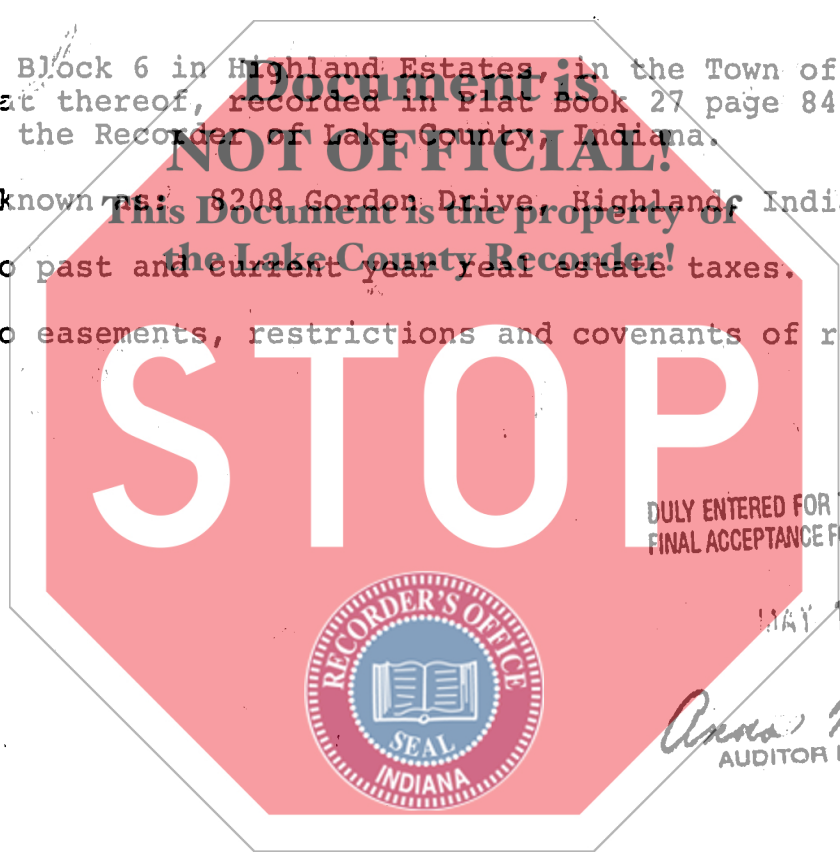 Block 6 in Highland Estates, in the Town of
Document is
at thereof, recorded in Plat Book 27 page 84
the Recorder of Lake County, Indiana.
NOT OFFICIAL!
known as: 8208 Gordon Drive, Highland, Indi
This Document is the property of
the Lake County Recorder!
o past and current year real estate taxes.
o easements, restrictions and covenants of r
STOP
DULY ENTERED FOR
FINAL ACCEPTANCE F
MAY
RECORDER'S OFFICE
SEAL
INDIANA
AUDITOR